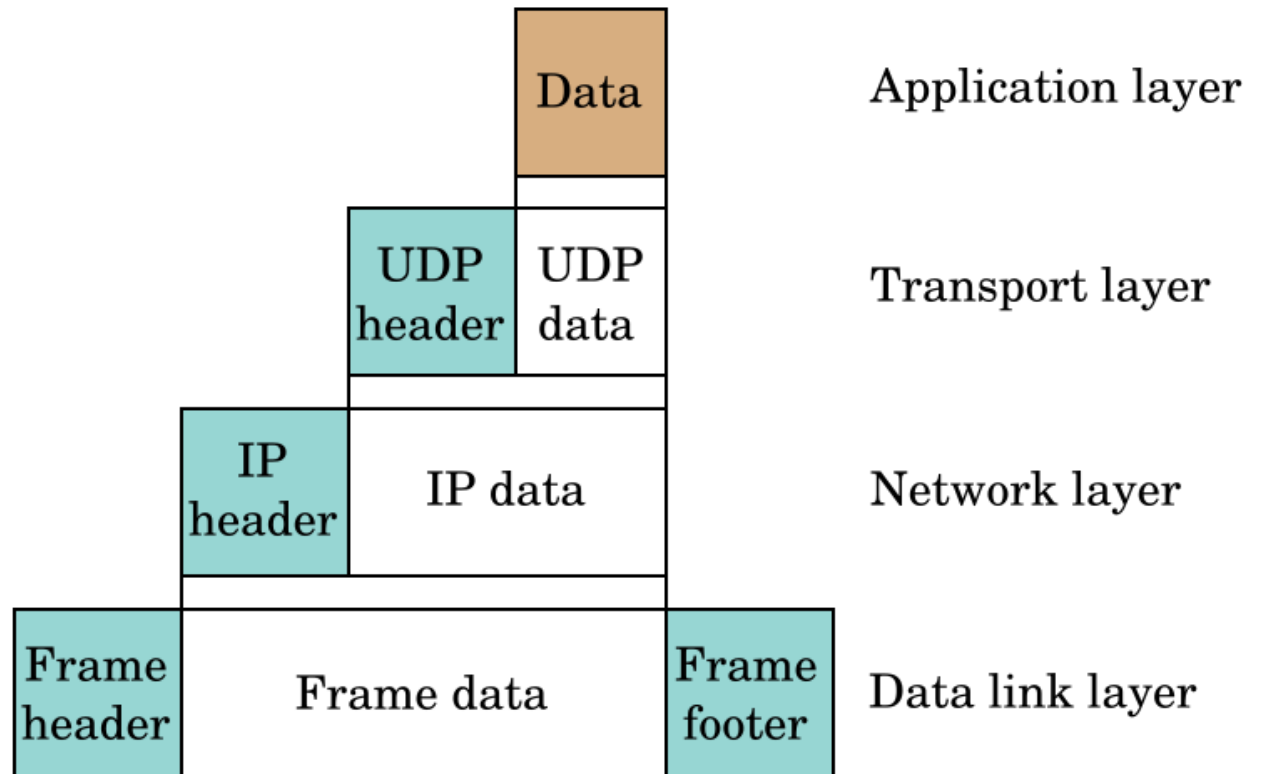 Data
Application layer
UDP
header
UDP
data
Transport layer
IP
header
IP data
Network layer
Frame
header
Frame data
Frame
footer
Data link layer